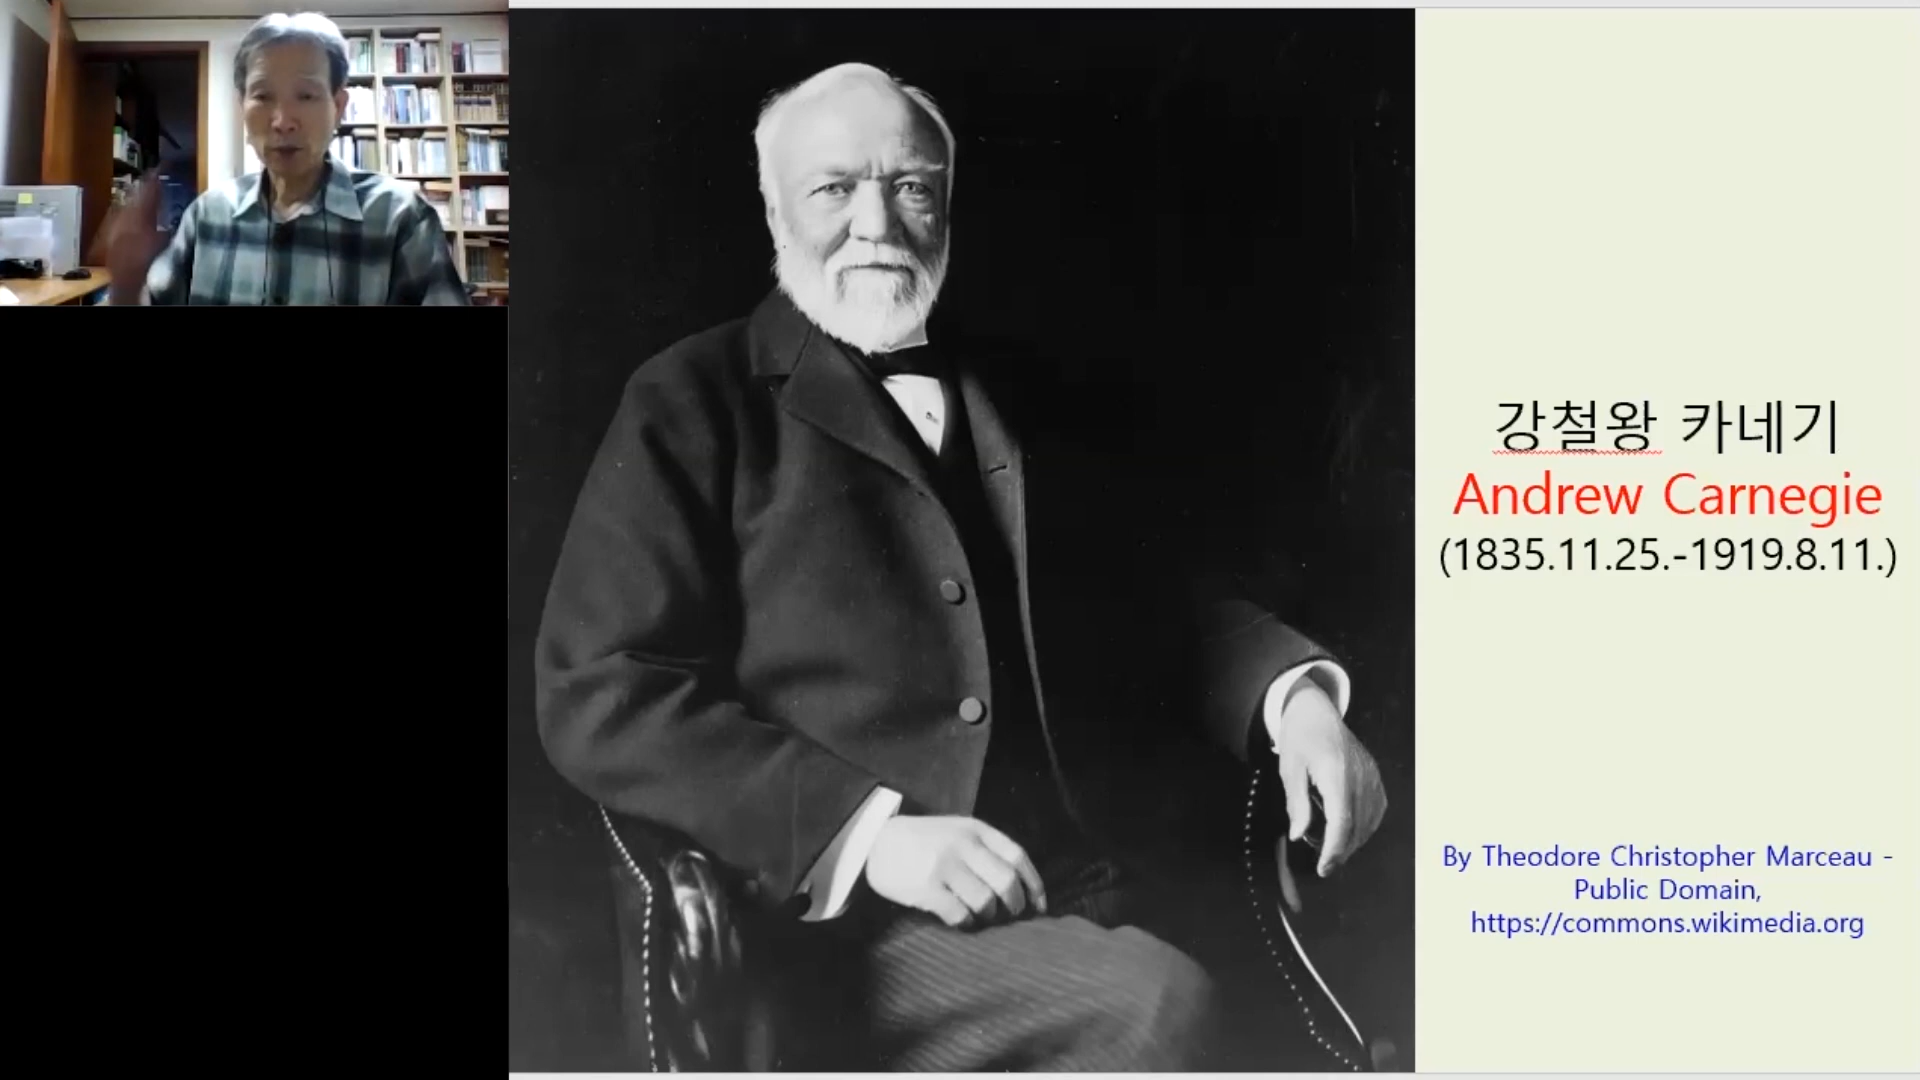 강철왕 카네기
Andrew Carnegie
(1835.11.25.-1919.8.11.)
By Theodore Christopher Marceau -
Public Domain,
https://commons.wikimedia.org